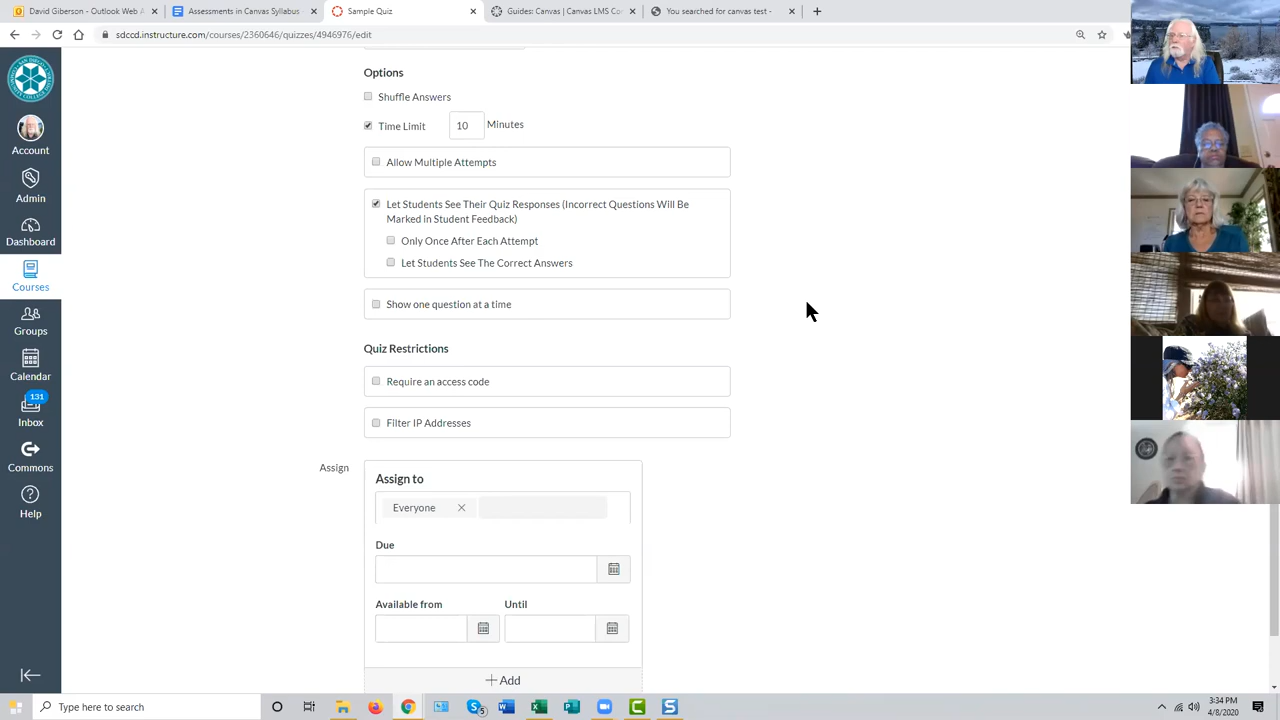 David Giberson - Outlook Web A
Assessments in Canvas Syllabus
Sample Quiz
Guides: Canvas | Canvas LMS Co
You searched for canvas test -
sdccd.instructure.com/courses/2360646/quizzes/4946976/edit
Account
Admin
Dashboard
Courses
Groups
Calendar
131
Inbox
Commons
Help
Options
Shuffle Answers
Time Limit 10 Minutes
Allow Multiple Attempts
Let Students See Their Quiz Responses (Incorrect Questions Will Be
Marked in Student Feedback)
Only Once After Each Attempt
Let Students See The Correct Answers
Show one question at a time
Quiz Restrictions
Require an access code
Filter IP Addresses
Assign
Assign to
Everyone
Due
Available from Until
Add
Type here to search
5
3:34 PM
4/8/2020